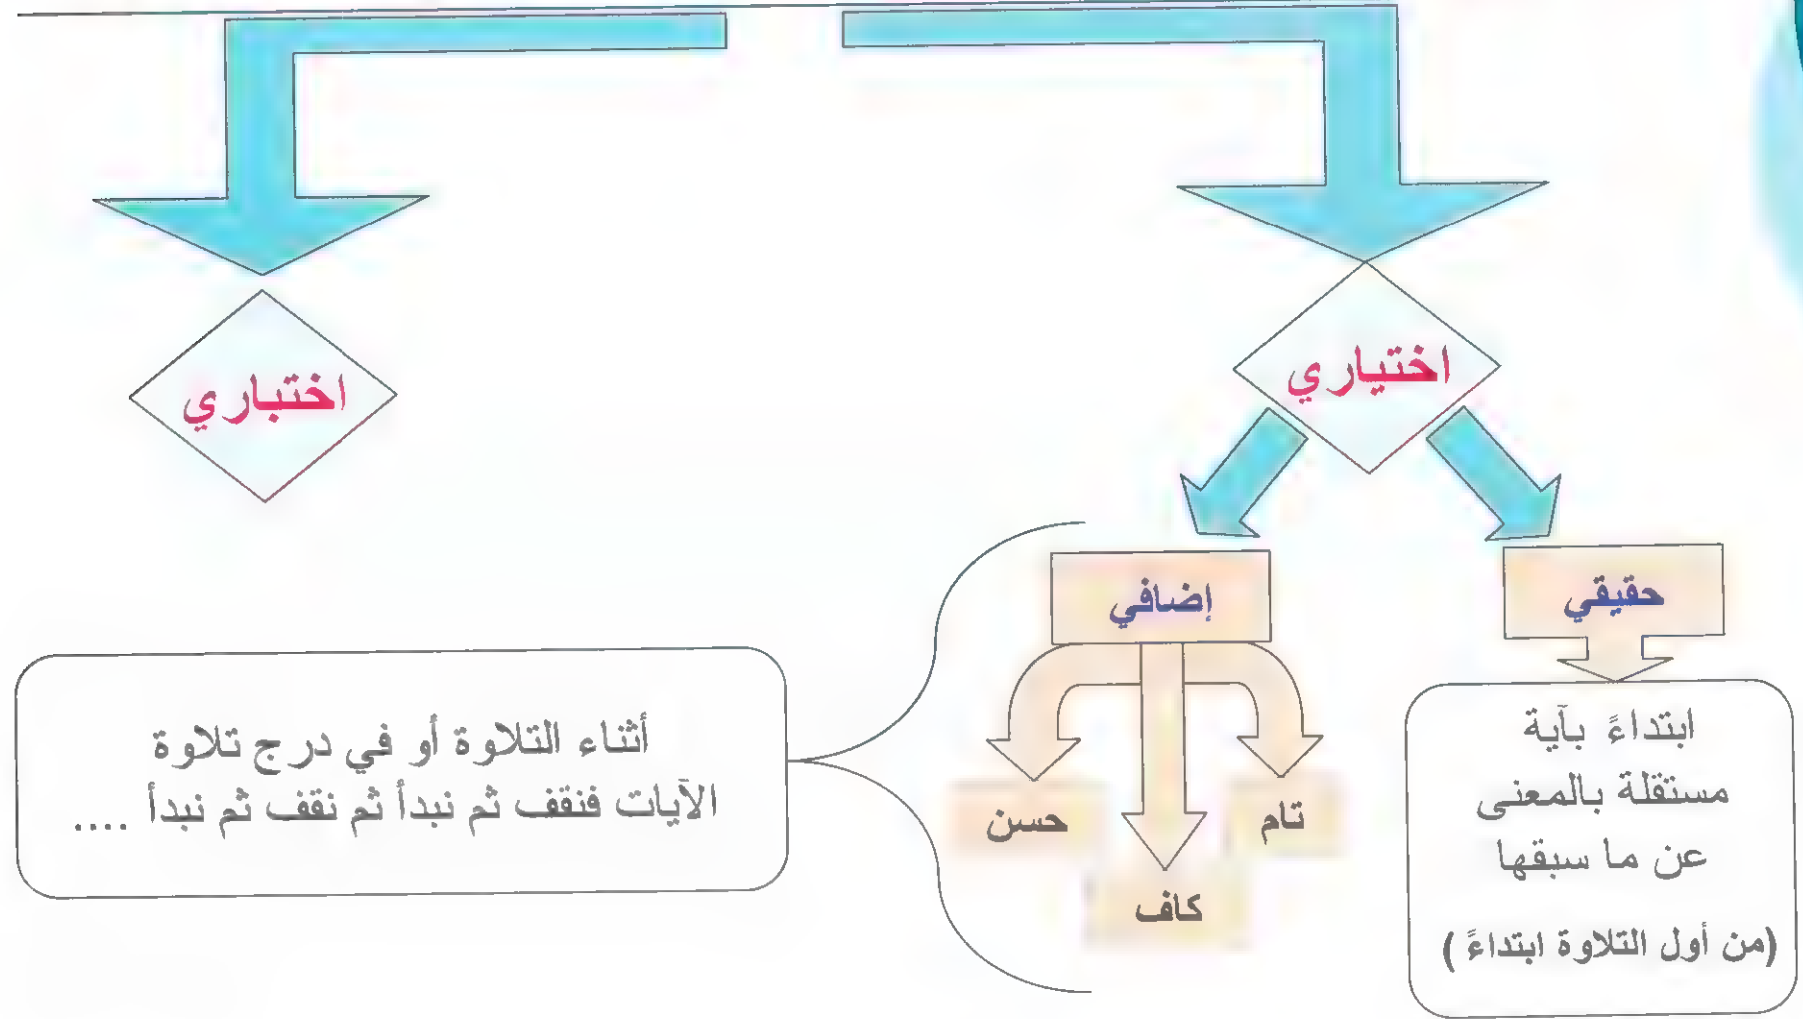 اختياري
اختباري
حقيقي
إضافي
ابتداءً بآية
مستقلة بالمعنى
عن ما سبقها
(من أول التلاوة ابتداءً )
تام
كاف
حسن
أثناء التلاوة أو في درج تلاوة
الآيات فنقف ثم نبدأ ثم نقف ثم نبدأ ....